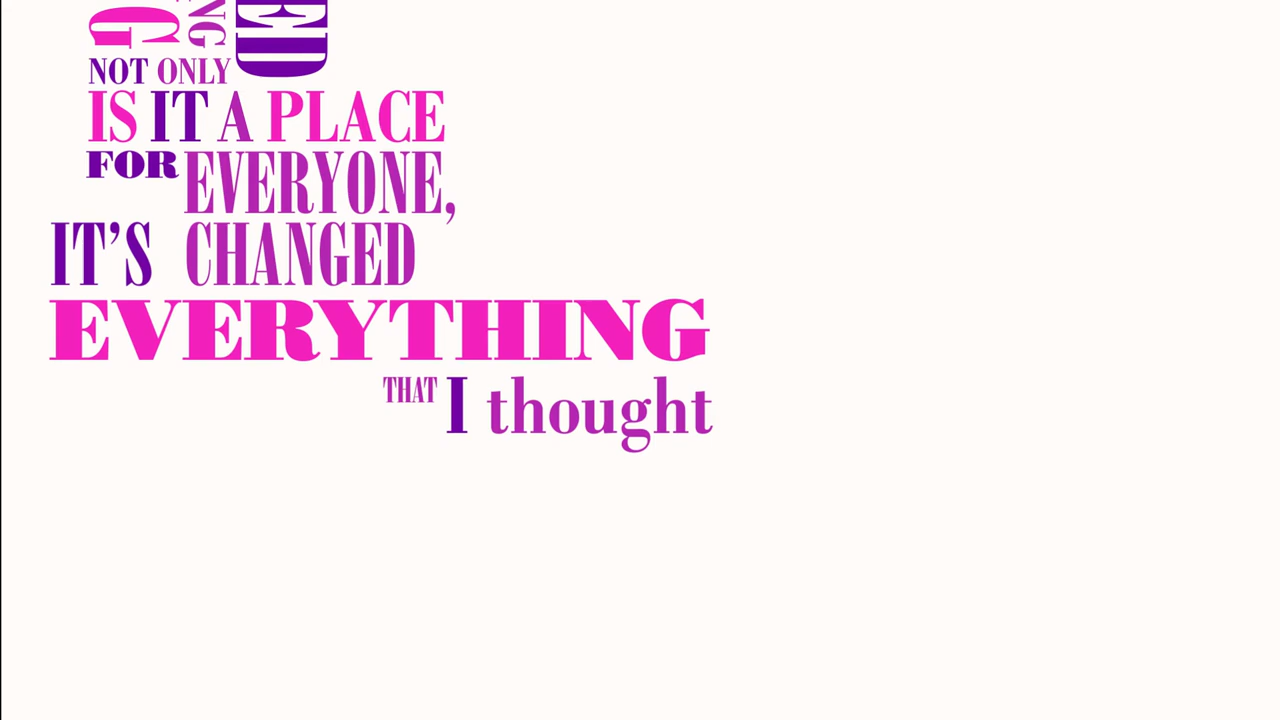 NOT ONLY
IS IT A PLACE
FOR EVERYONE,
IT’S CHANGED
EVERYTHING
THAT I thought